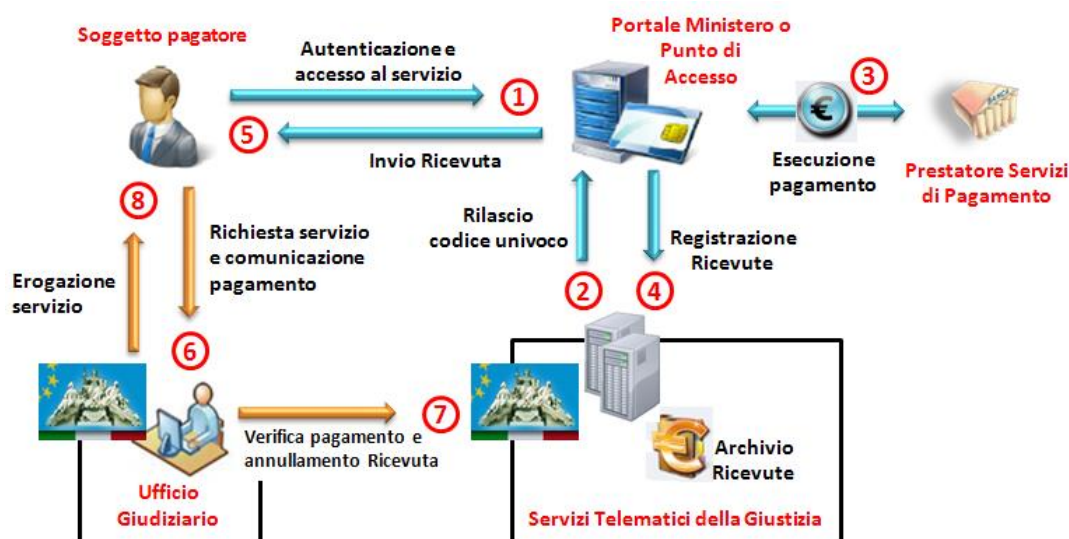 Soggetto pagatore
Autenticazione e
accesso al servizio
1
Portale Ministero o
Punto di
Accesso
3
€
BANCA
5
Invio Ricevuta
Esecuzione
pagamento
Prestatore Servizi
di Pagamento
8
Richiesta servizio
e comunicazione
pagamento
Rilascio
codice univoco
Registrazione
Ricevute
Erogazione
servizio
2
4
6
7
Verifica pagamento e
annullamento Ricevuta
Archivio
Ricevute
Ufficio
Giudiziario
Servizi Telematici della Giustizia